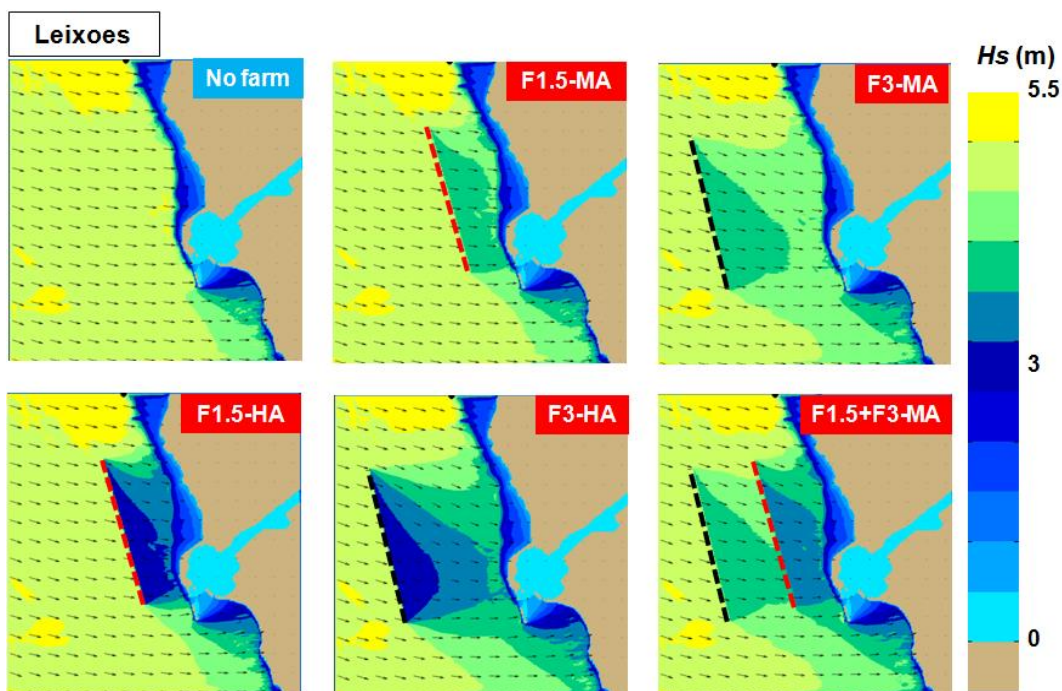 Leixoes
No farm
F1.5-MA
F3-MA
Hs (m)
5.5
F1.5-HA
F3-HA
F1.5+F3-MA
3
0